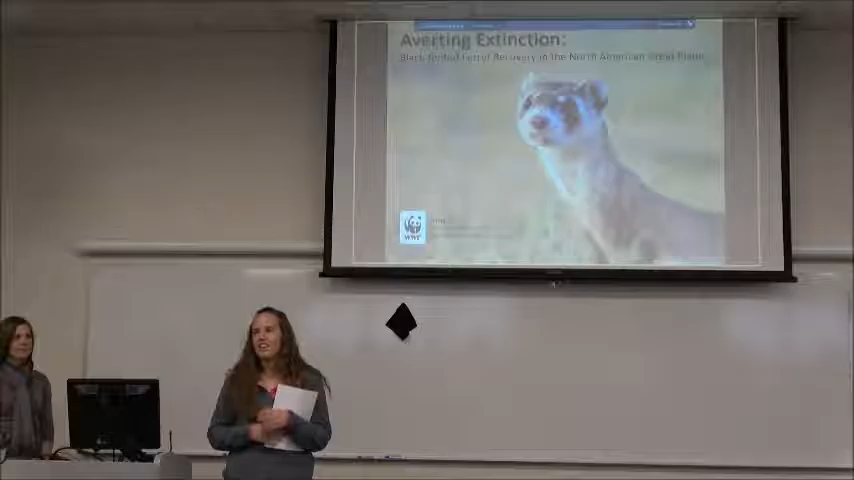 Averting Extinction:
Black-footed Ferret Recovery in the North American Great Plains
WWF